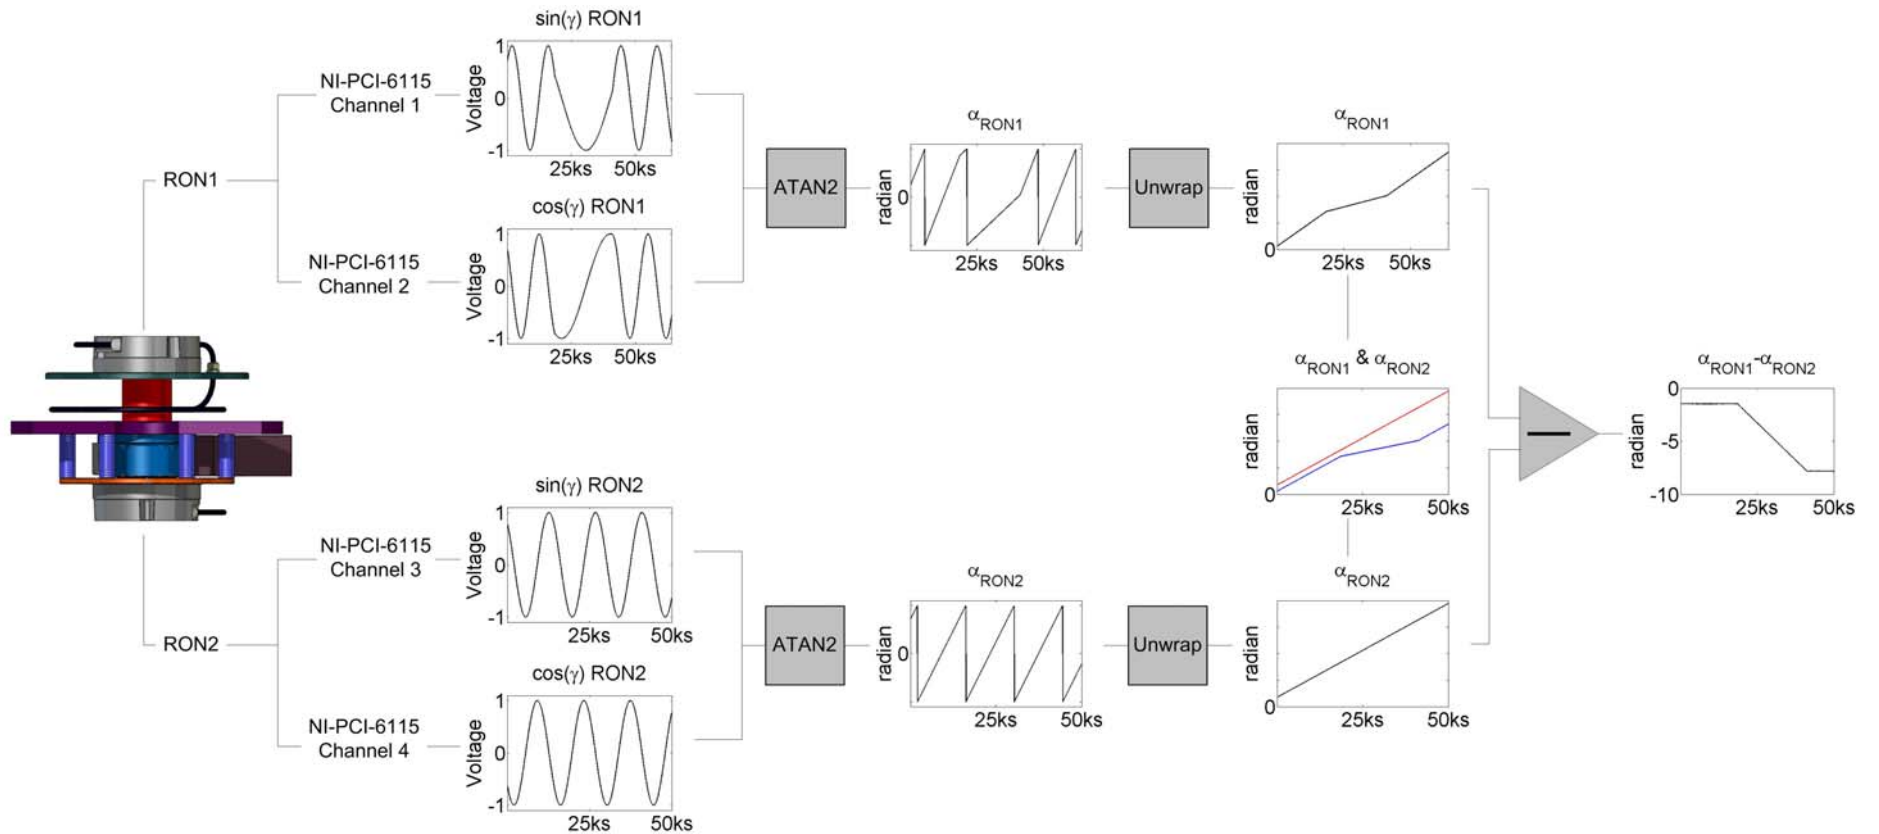 sin(γ) RON1
Voltage
1
0
-1
25ks 50ks
NI-PCI-6115
Channel 1
RON1
cos(γ) RON1
Voltage
1
0
-1
25ks 50ks
NI-PCI-6115
Channel 2
ATAN2
αRON1
radian
0
25ks 50ks
Unwrap
αRON1
radian
0
25ks 50ks
αRON1 & αRON2
radian
0
25ks 50ks
αRON1-αRON2
radian
0
-5
-10
25ks 50ks
sin(γ) RON2
Voltage
1
0
-1
25ks 50ks
NI-PCI-6115
Channel 3
RON2
cos(γ) RON2
Voltage
1
0
-1
25ks 50ks
NI-PCI-6115
Channel 4
ATAN2
αRON2
radian
0
25ks 50ks
Unwrap
αRON2
radian
0
25ks 50ks